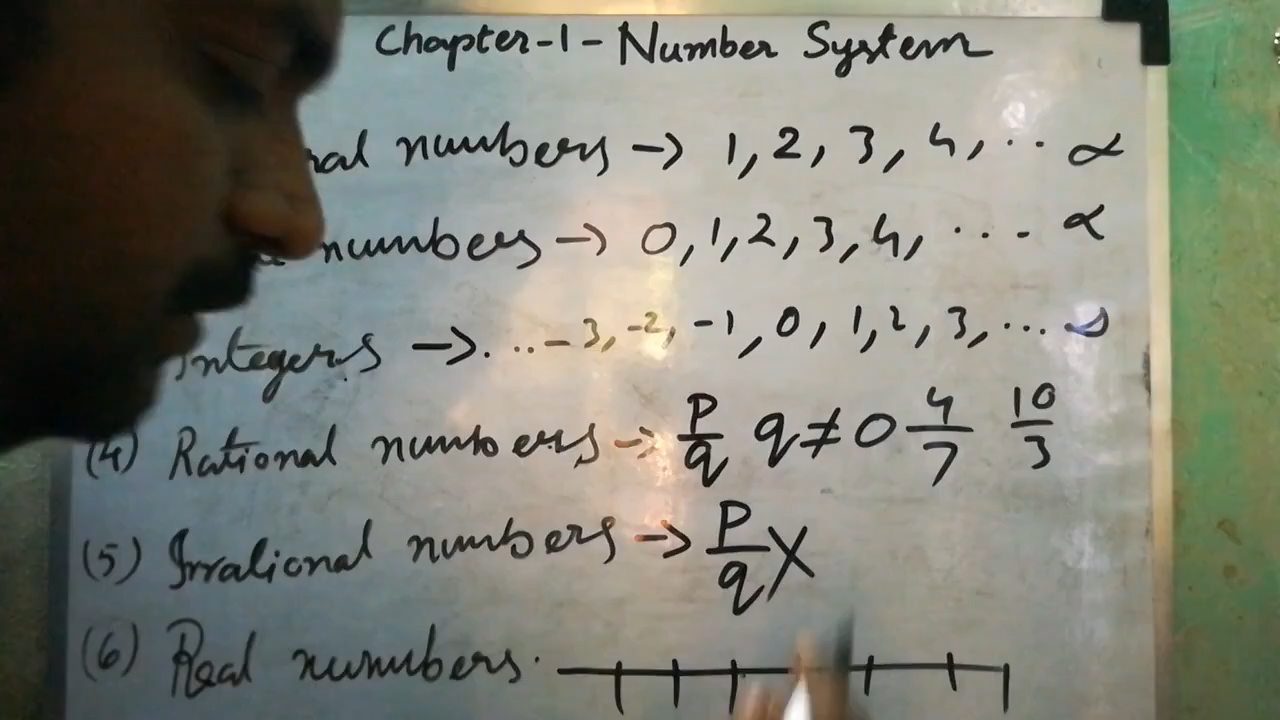 Chapter-1 - Number System
ral numbers → 1, 2, 3, 4, .. ∝
numbers → 0, 1, 2, 3, 4, ... ∝
Integers → ... -3, -2, -1, 0, 1, 2, 3, ...
(4) Rational numbers → p/q q ≠ 0 4/7 10/3
(5) Irrational numbers → p/q X
(6) Real numbers.